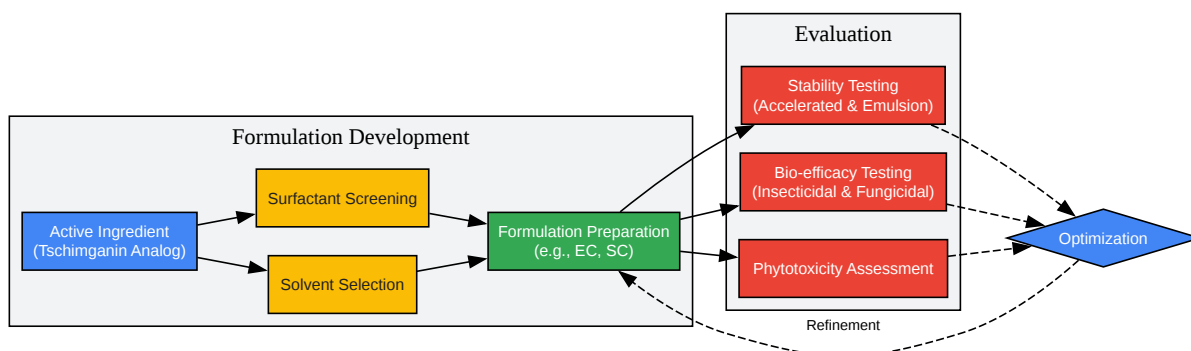 Formulation Development
Active Ingredient
(Tschimganin Analog)
Surfactant Screening
Solvent Selection
Formulation Preparation
(e.g., EC, SC)
Evaluation
Stability Testing
(Accelerated & Emulsion)
Bio-efficacy Testing
(Insecticidal & Fungicidal)
Phytotoxicity Assessment
Optimization
Refinement